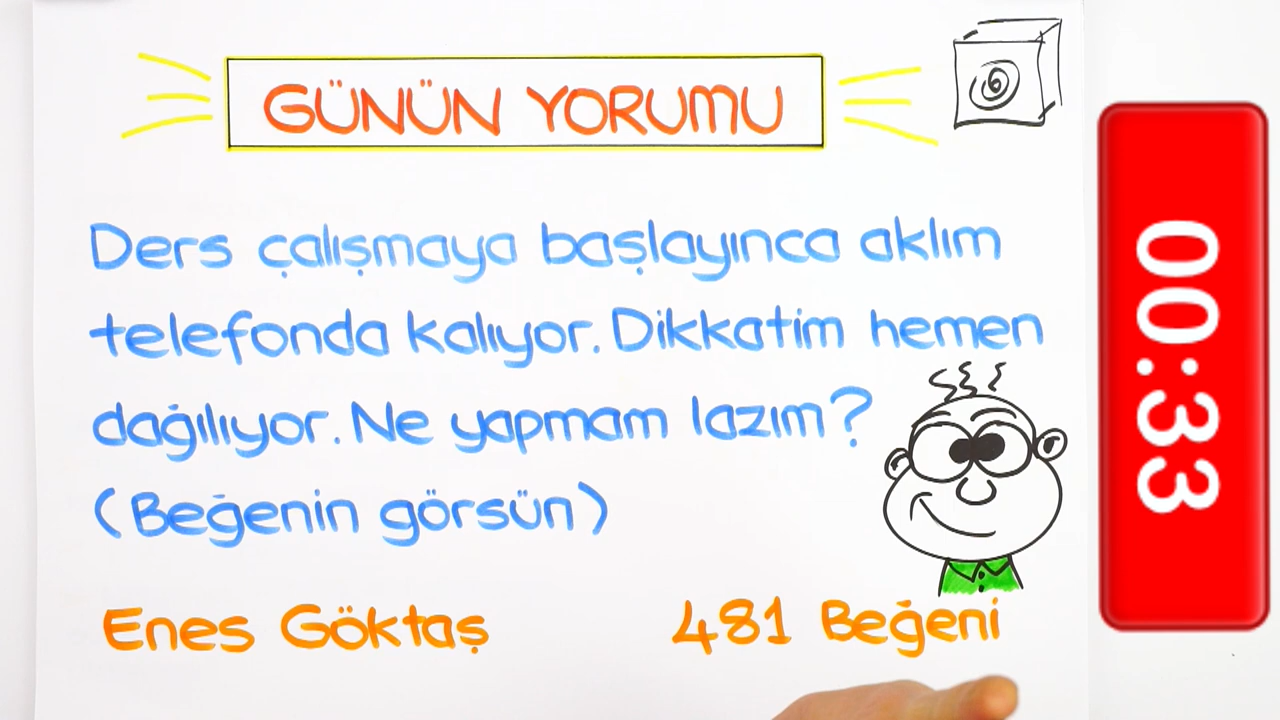 GÜNÜN YORUMU
6
Ders çalışmaya başlayınca aklım
telefonda kalıyor. Dikkatim hemen
dağılıyor. Ne yapmam lazım?
(Beğenin görsün)
Enes Göktaş
481 Beğeni
00:33